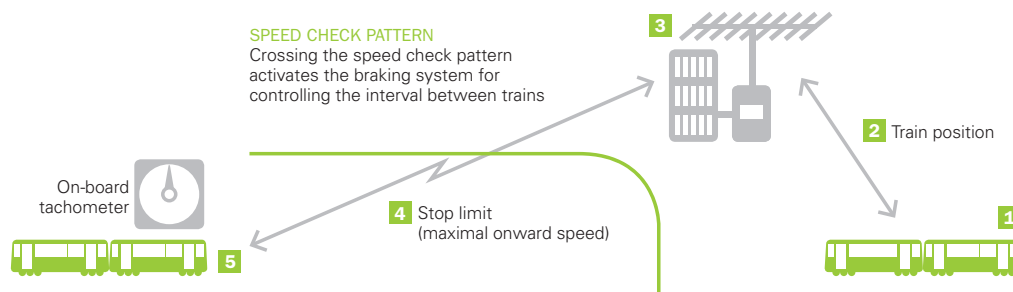 SPEED CHECK PATTERN
Crossing the speed check pattern
activates the braking system for
controlling the interval between trains
3
2 Train position
On-board
tachometer
4 Stop limit
(maximal onward speed)
1
5